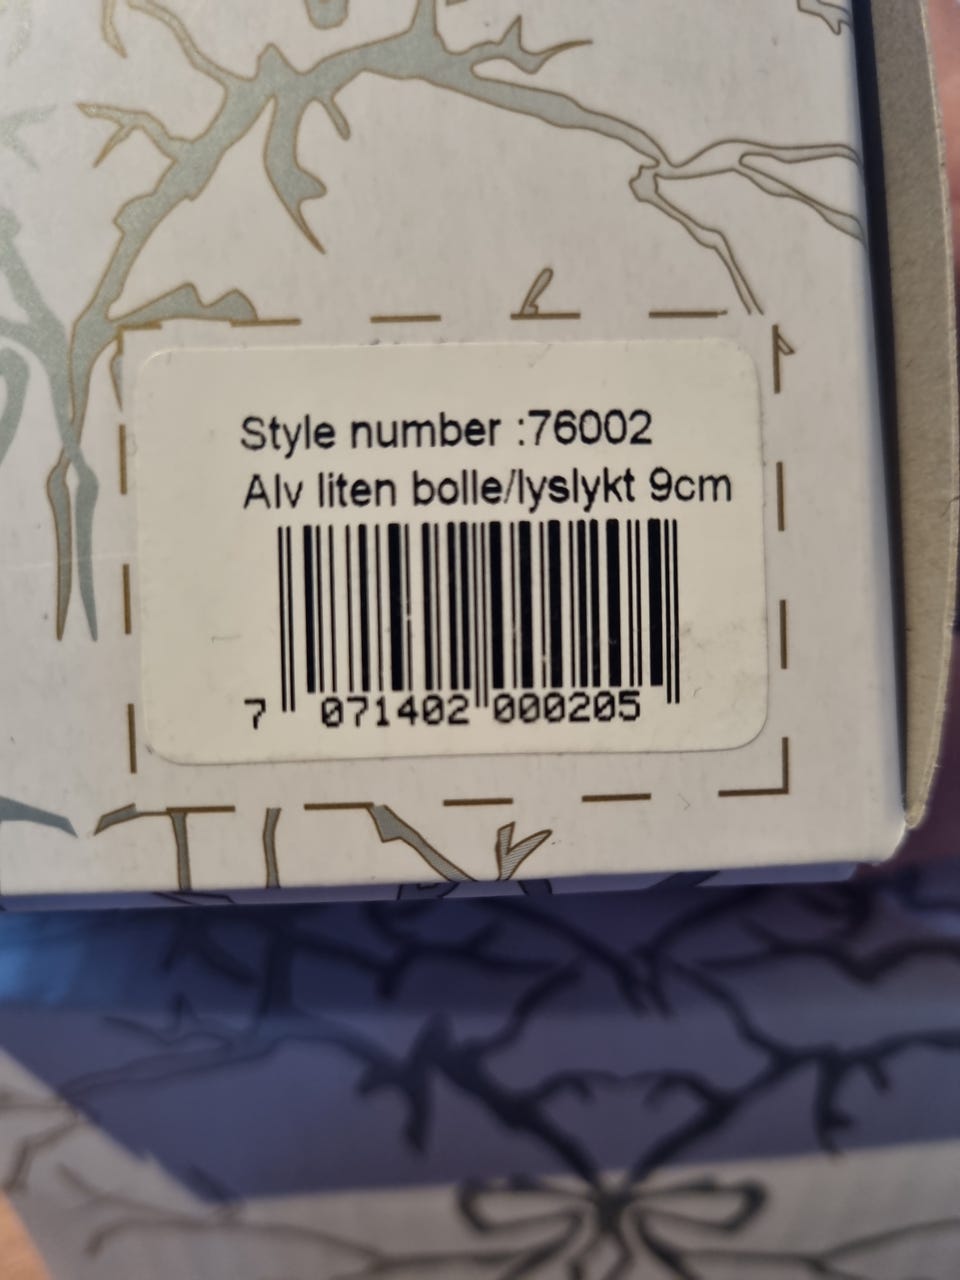 Style number :76002
Alv liten bolle/lyslykt 9cm
7 071402 000205